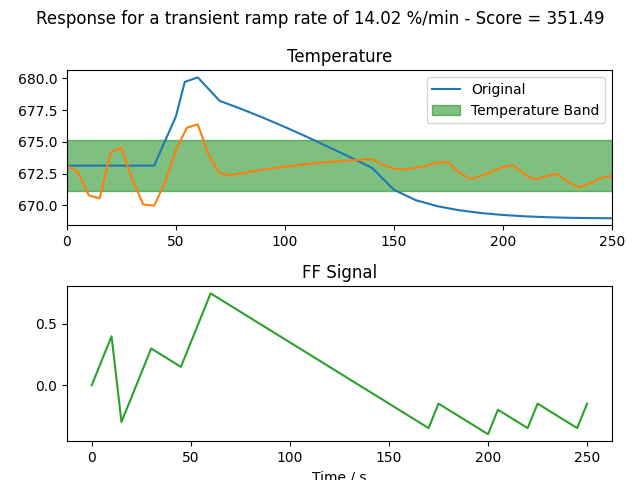 Response for a transient ramp rate of 14.02 %/min - Score = 351.49
Temperature
680.0
677.5
675.0
672.5
670.0
Original
Temperature Band
0 50 100 150 200 250
FF Signal
0.5
0.0
0 50 100 150 200 250
Time / s